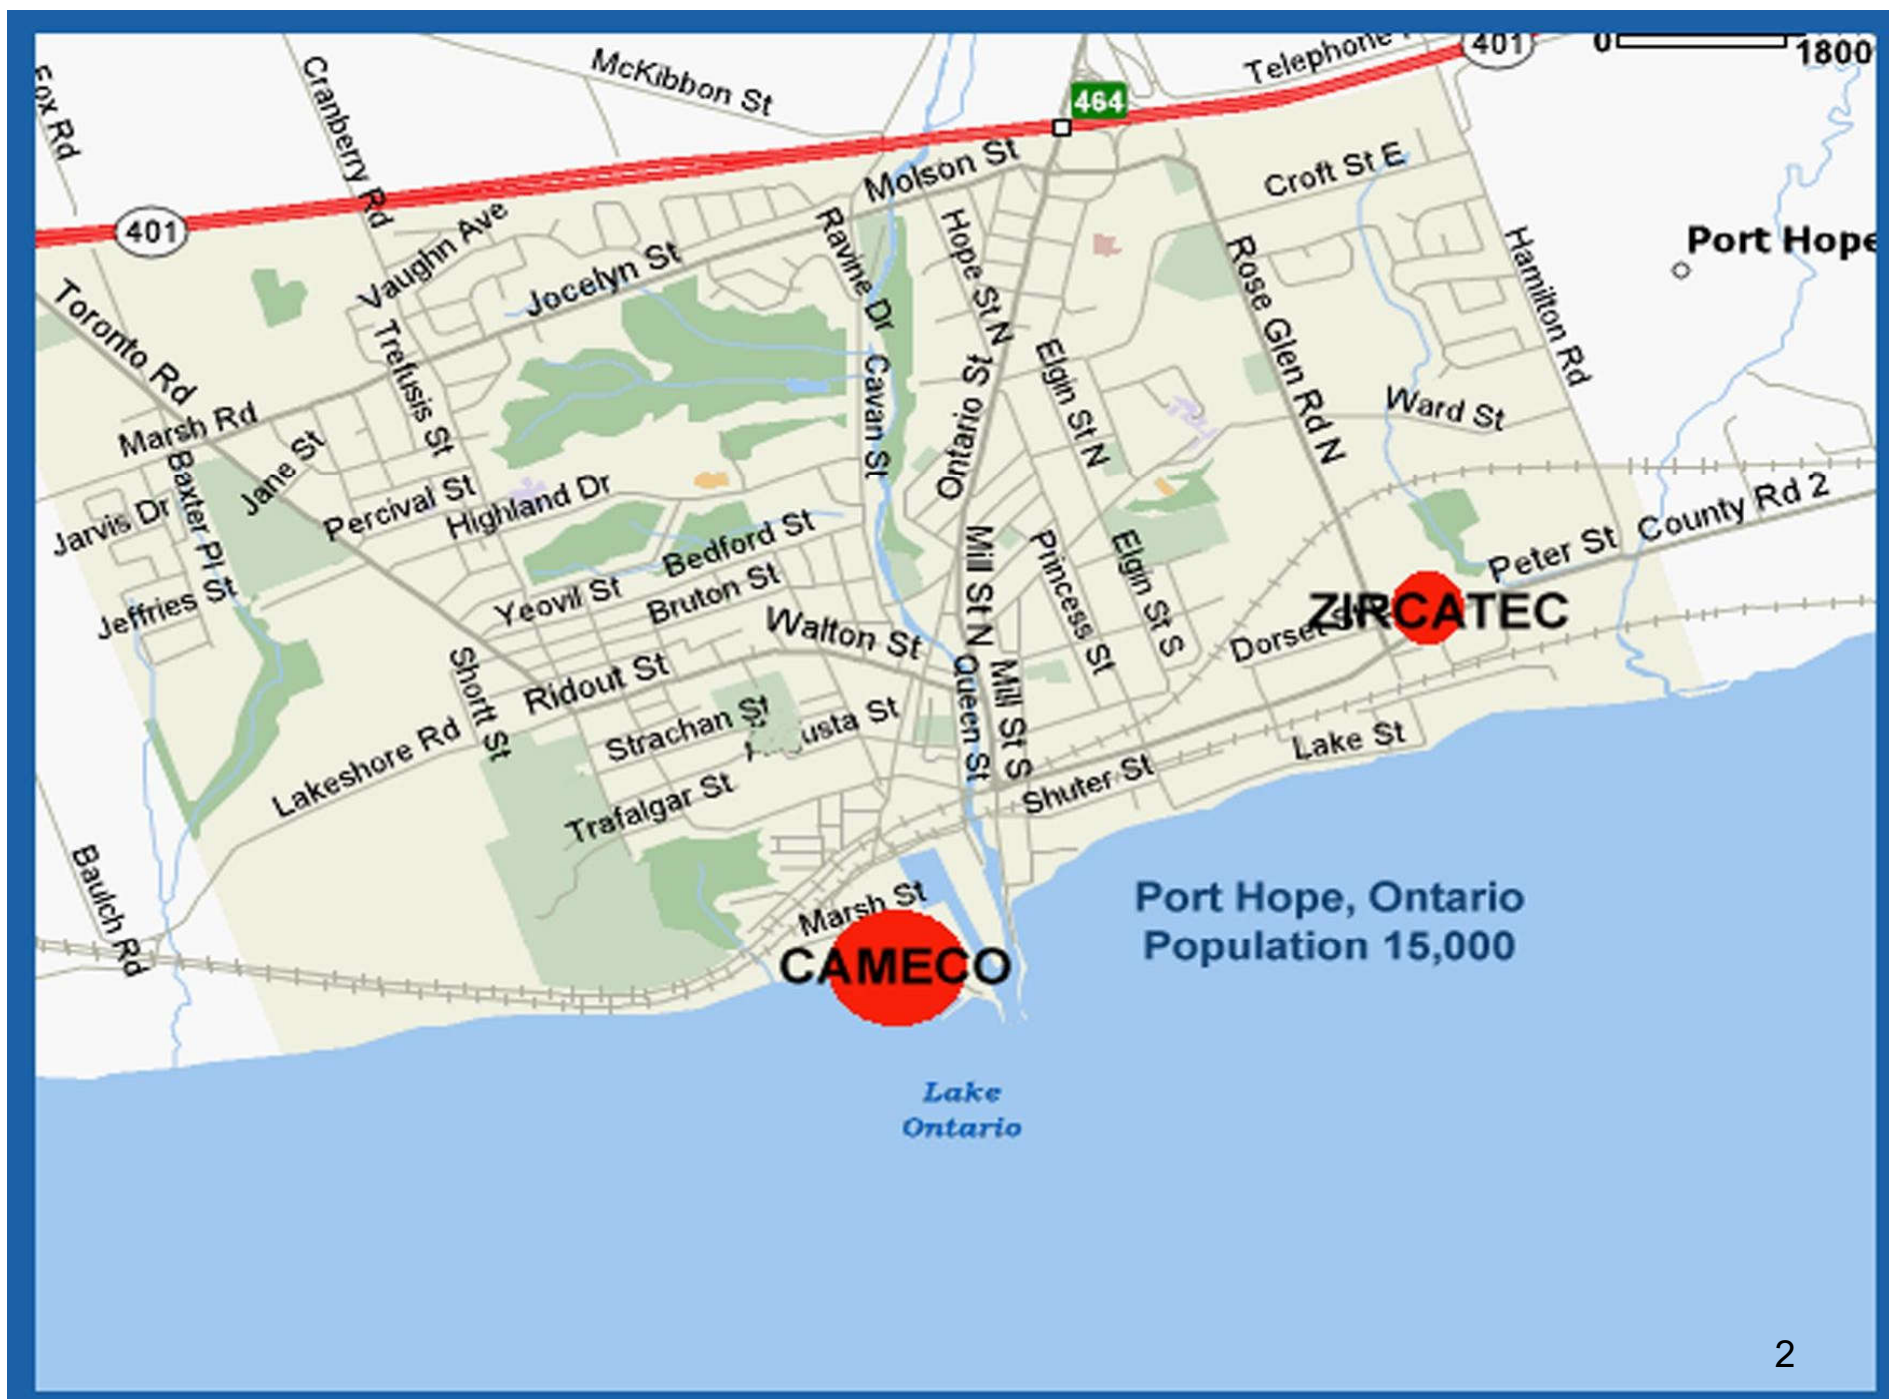 Fox Rd
Cranberry Rd
McKibbon St
Telephone
401
0
1800
464
Molson St
Croft St E
401
Vaughn Ave
Jocelyn St
Ravine Dr
Hope St N
Rose Glen Rd N
Hamilton Rd
Port Hope
Toronto Rd
Trefusis St
Cavan St
Ontario St
Elgin St N
Ward St
Marsh Rd
Jane St
Baxter Pl St
Jarvis Dr
Percival St
Highland Dr
Bedford St
Mill St N
Princess St
Elgin St S
Peter St
County Rd 2
Jeffries St
Yeovil St
Bruton St
Walton St
Dorset St
ZIRCATEC
Shortt St
Ridout St
Queen St
Mill St S
Strachan St
usta St
Lakeshore Rd
Lake St
Trafalgar St
Shuter St
Baulch Rd
Marsh St
CAMECO
Port Hope, Ontario
Population 15,000
Lake
Ontario
2